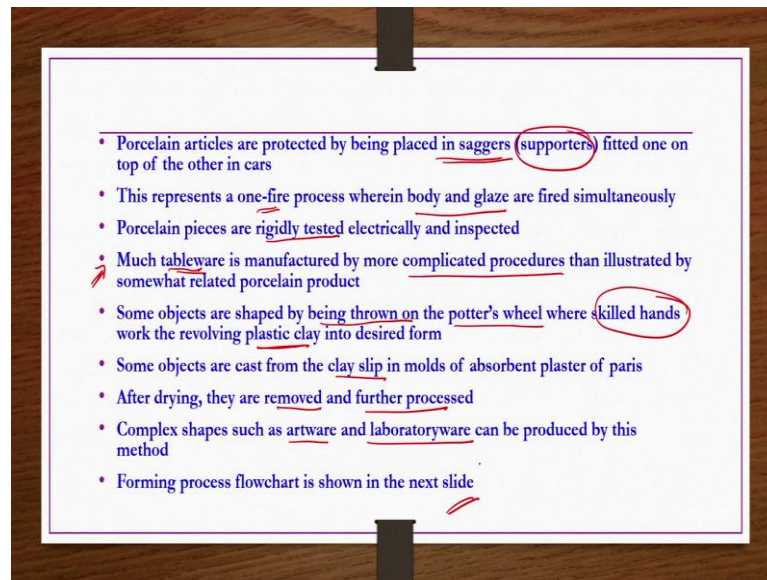 • Porcelain articles are protected by being placed in saggers (supporters) fitted one on
top of the other in cars
• This represents a one-fire process wherein body and glaze are fired simultaneously
• Porcelain pieces are rigidly tested electrically and inspected
• Much tableware is manufactured by more complicated procedures than illustrated by
somewhat related porcelain product
• Some objects are shaped by being thrown on the potter's wheel where skilled hands
work the revolving plastic clay into desired form
• Some objects are cast from the clay slip in molds of absorbent plaster of paris
• After drying, they are removed and further processed
• Complex shapes such as artware and laboratoryware can be produced by this
method
• Forming process flowchart is shown in the next slide